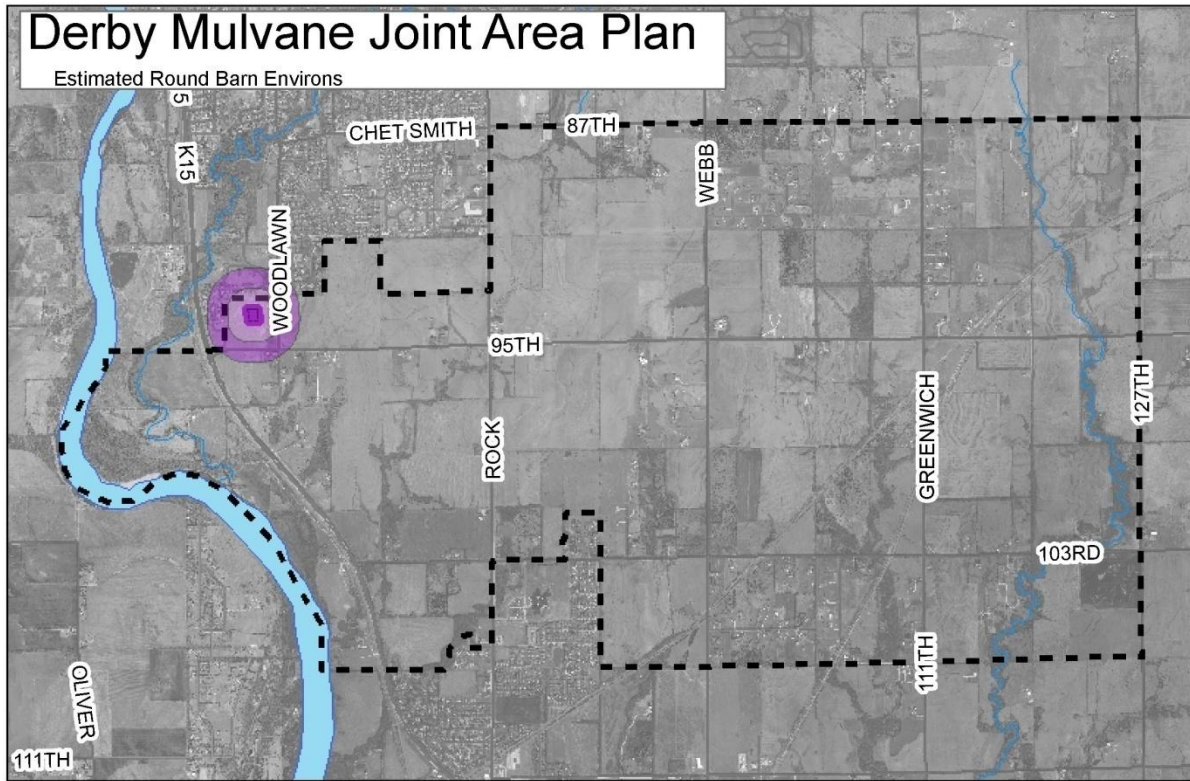 Derby Mulvane Joint Area Plan
Estimated Round Barn Environs
5
K15
CHET SMITH
87TH
WEBB
WOODLAWN
95TH
ROCK
GREENWICH
127TH
103RD
111TH
OLIVER
111TH